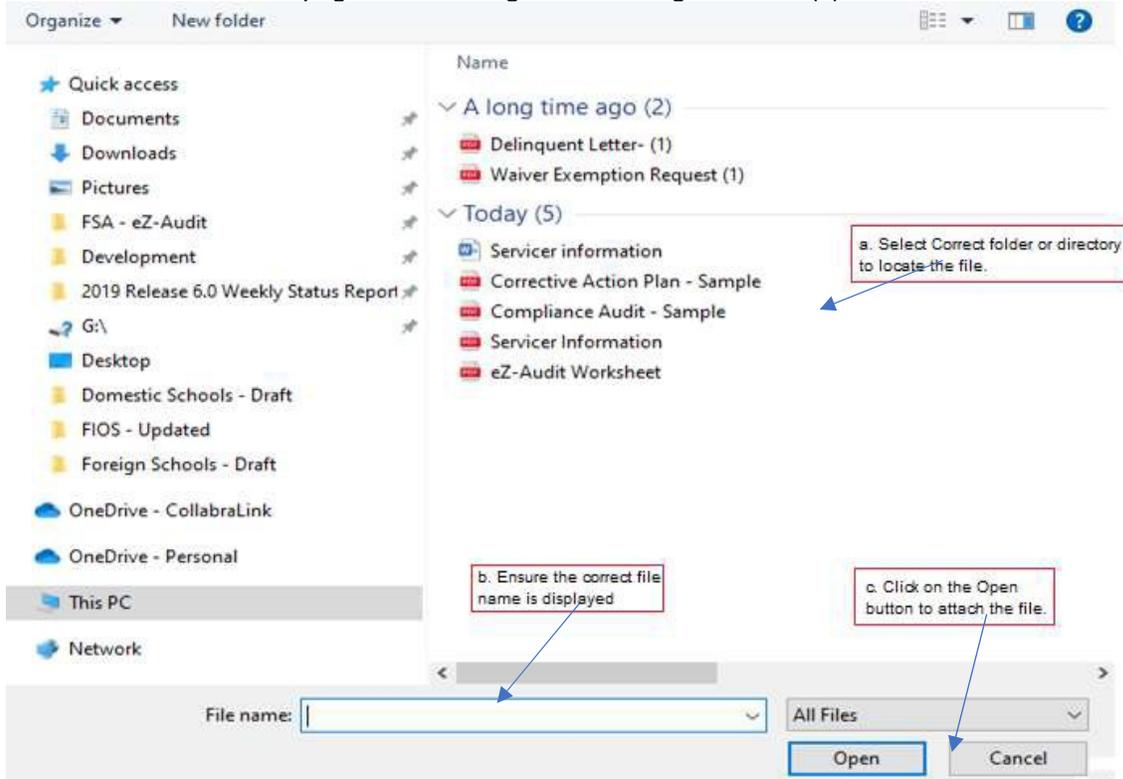 Organize
New folder
Quick access
Documents
Downloads
Pictures
FSA - eZ-Audit
Development
2019 Release 6.0 Weekly Status Report
G:\
Desktop
Domestic Schools - Draft
FIOS - Updated
Foreign Schools - Draft
OneDrive - CollabraLink
OneDrive - Personal
This PC
Network
Name
A long time ago (2)
Delinquent Letter- (1)
Waiver Exemption Request (1)
Today (5)
Servicer information
Corrective Action Plan - Sample
Compliance Audit - Sample
Servicer Information
eZ-Audit Worksheet
a. Select Correct folder or directory
to locate the file.
b. Ensure the correct file
name is displayed
c. Click on the Open
button to attach the file.
File name:
All Files
Open
Cancel